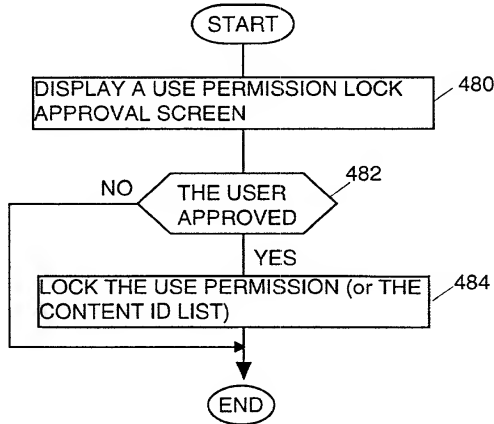 START
DISPLAY A USE PERMISSION LOCK
APPROVAL SCREEN
480
482
NO
THE USER
APPROVED
YES
LOCK THE USE PERMISSION (or THE
CONTENT ID LIST)
484
END